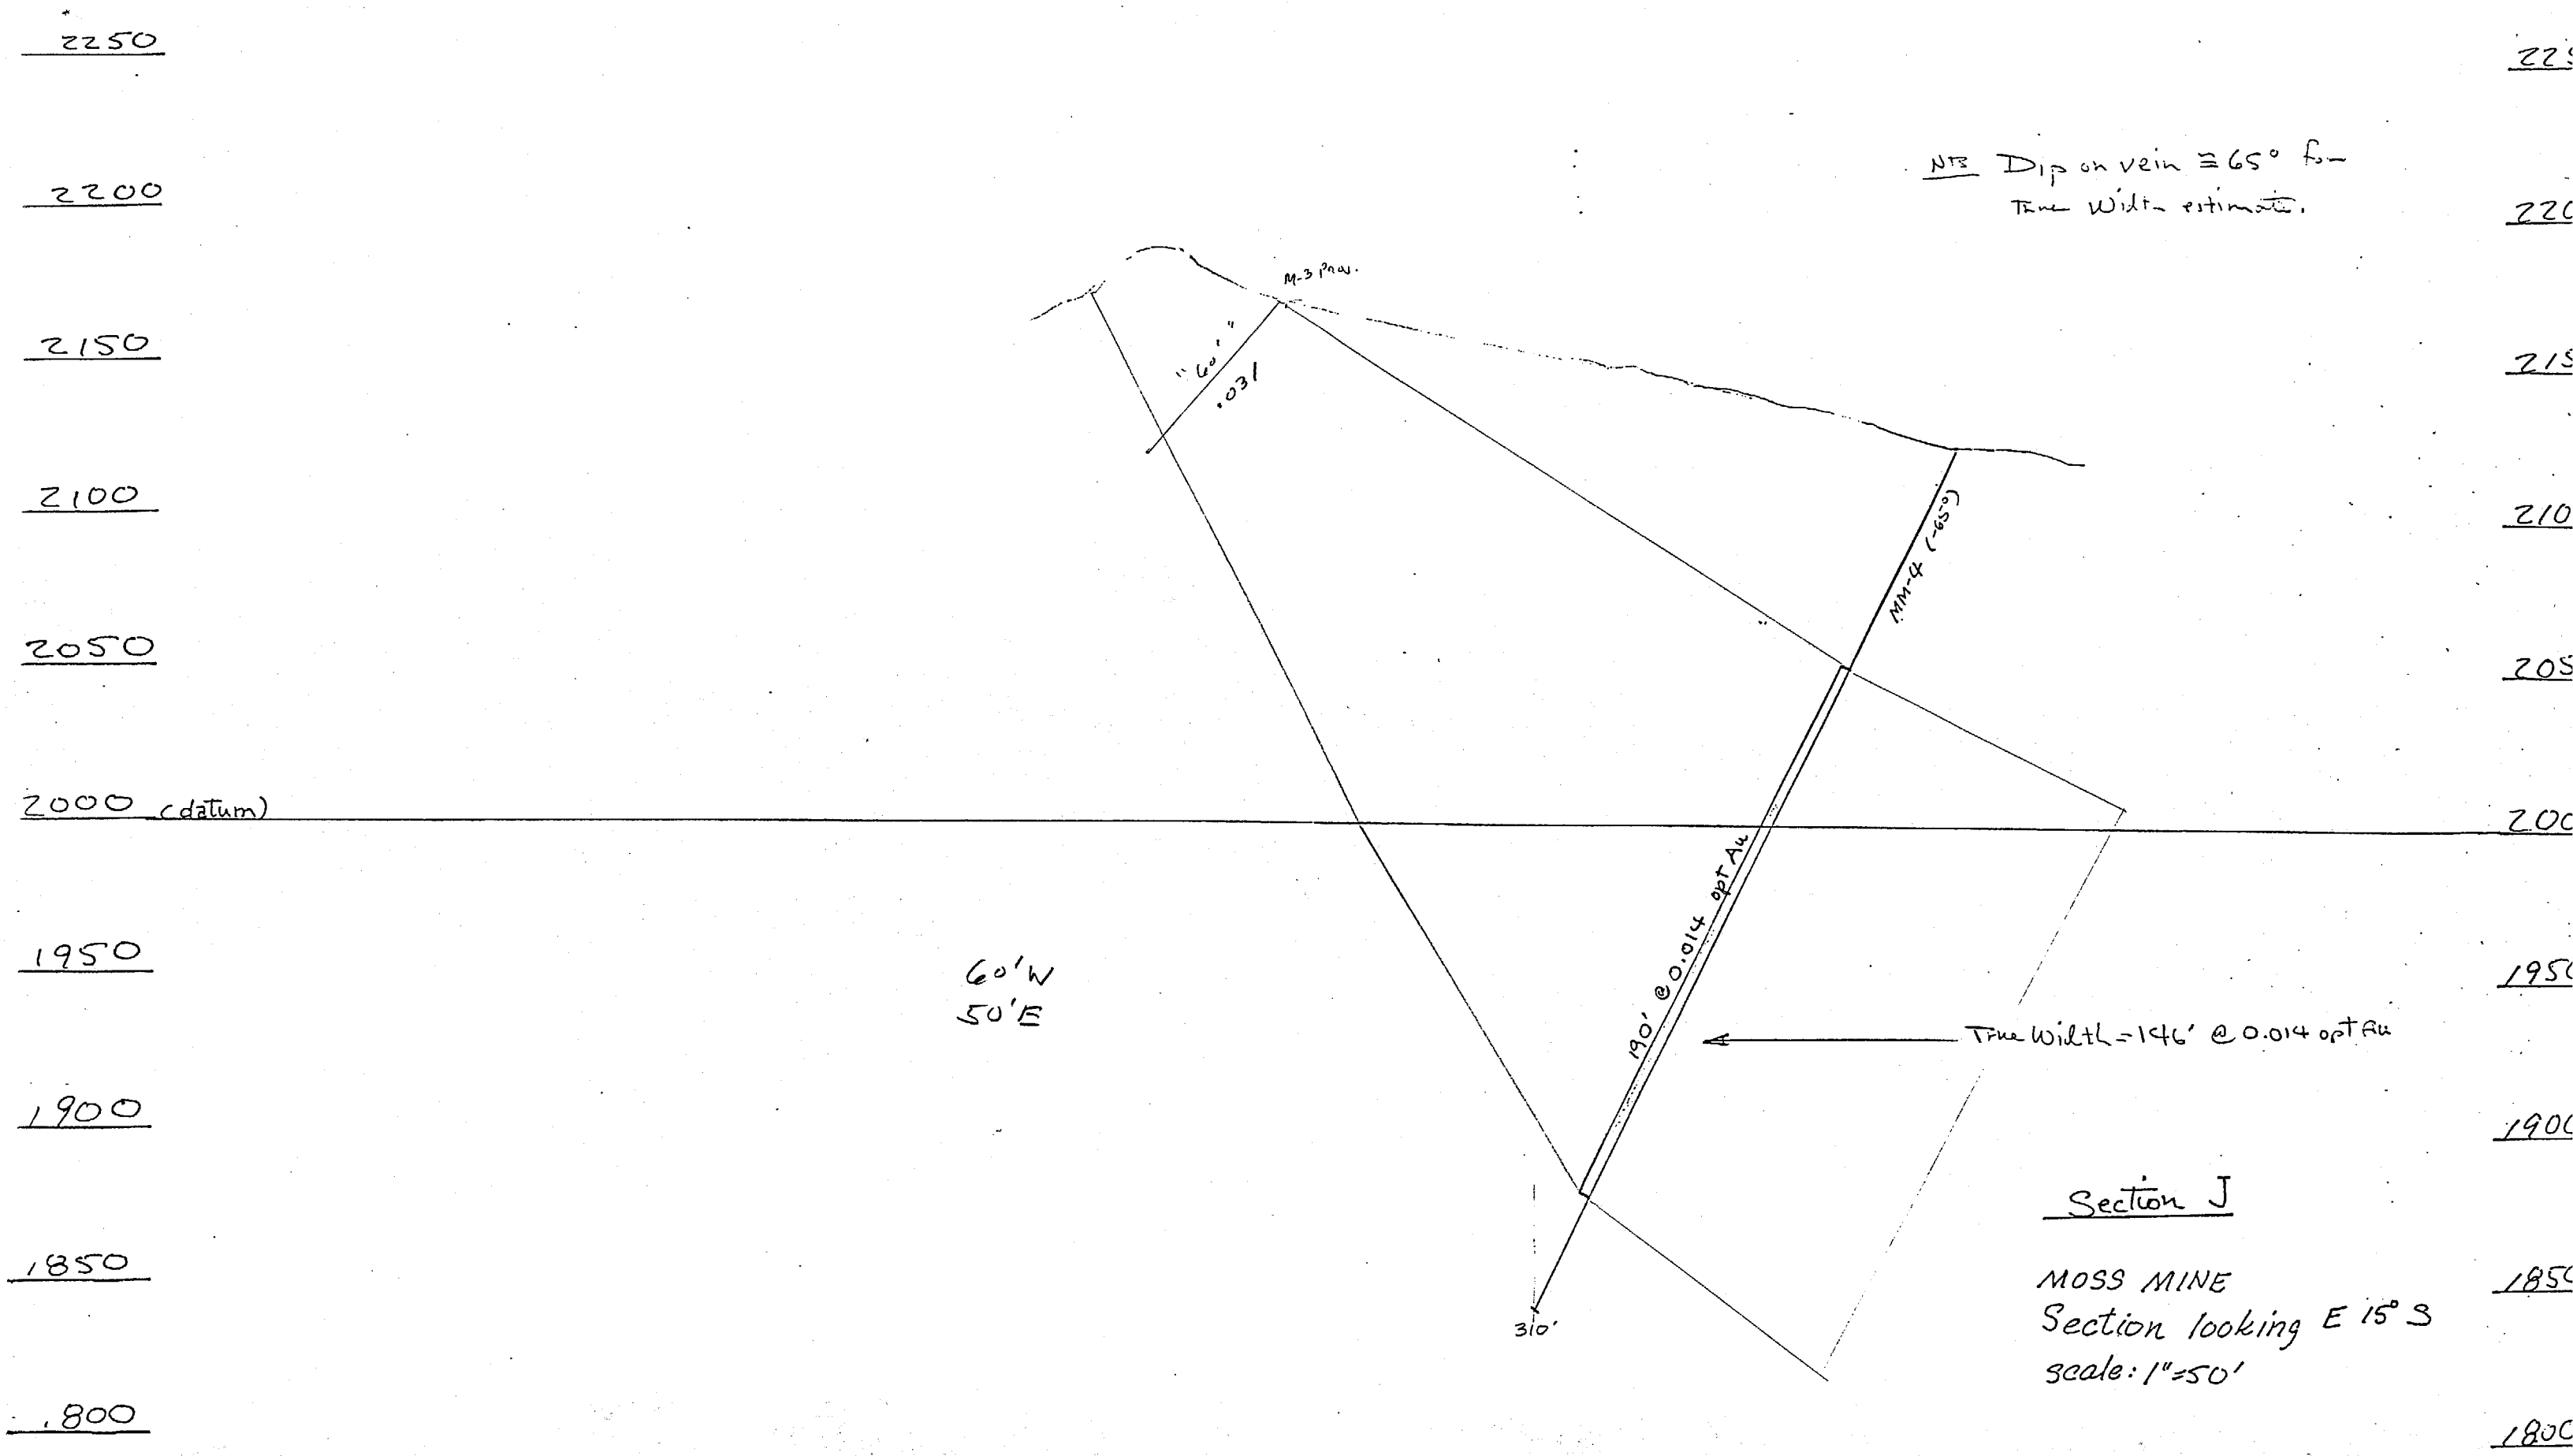 2250
2200
2150
2100
2050
2000 (datum)
1950
1900
1850
NB Dip on vein ≅ 65° for
True Width estimate.
M-3 Proj.
"60'"
.031
MM-4 (-65°)
190' @ 0.014 opt Au
60'W
50'E
True Width = 146' @ 0.014 opt Au
310'
Section J
MOSS MINE
Section looking E 15° S
scale: 1"=50'